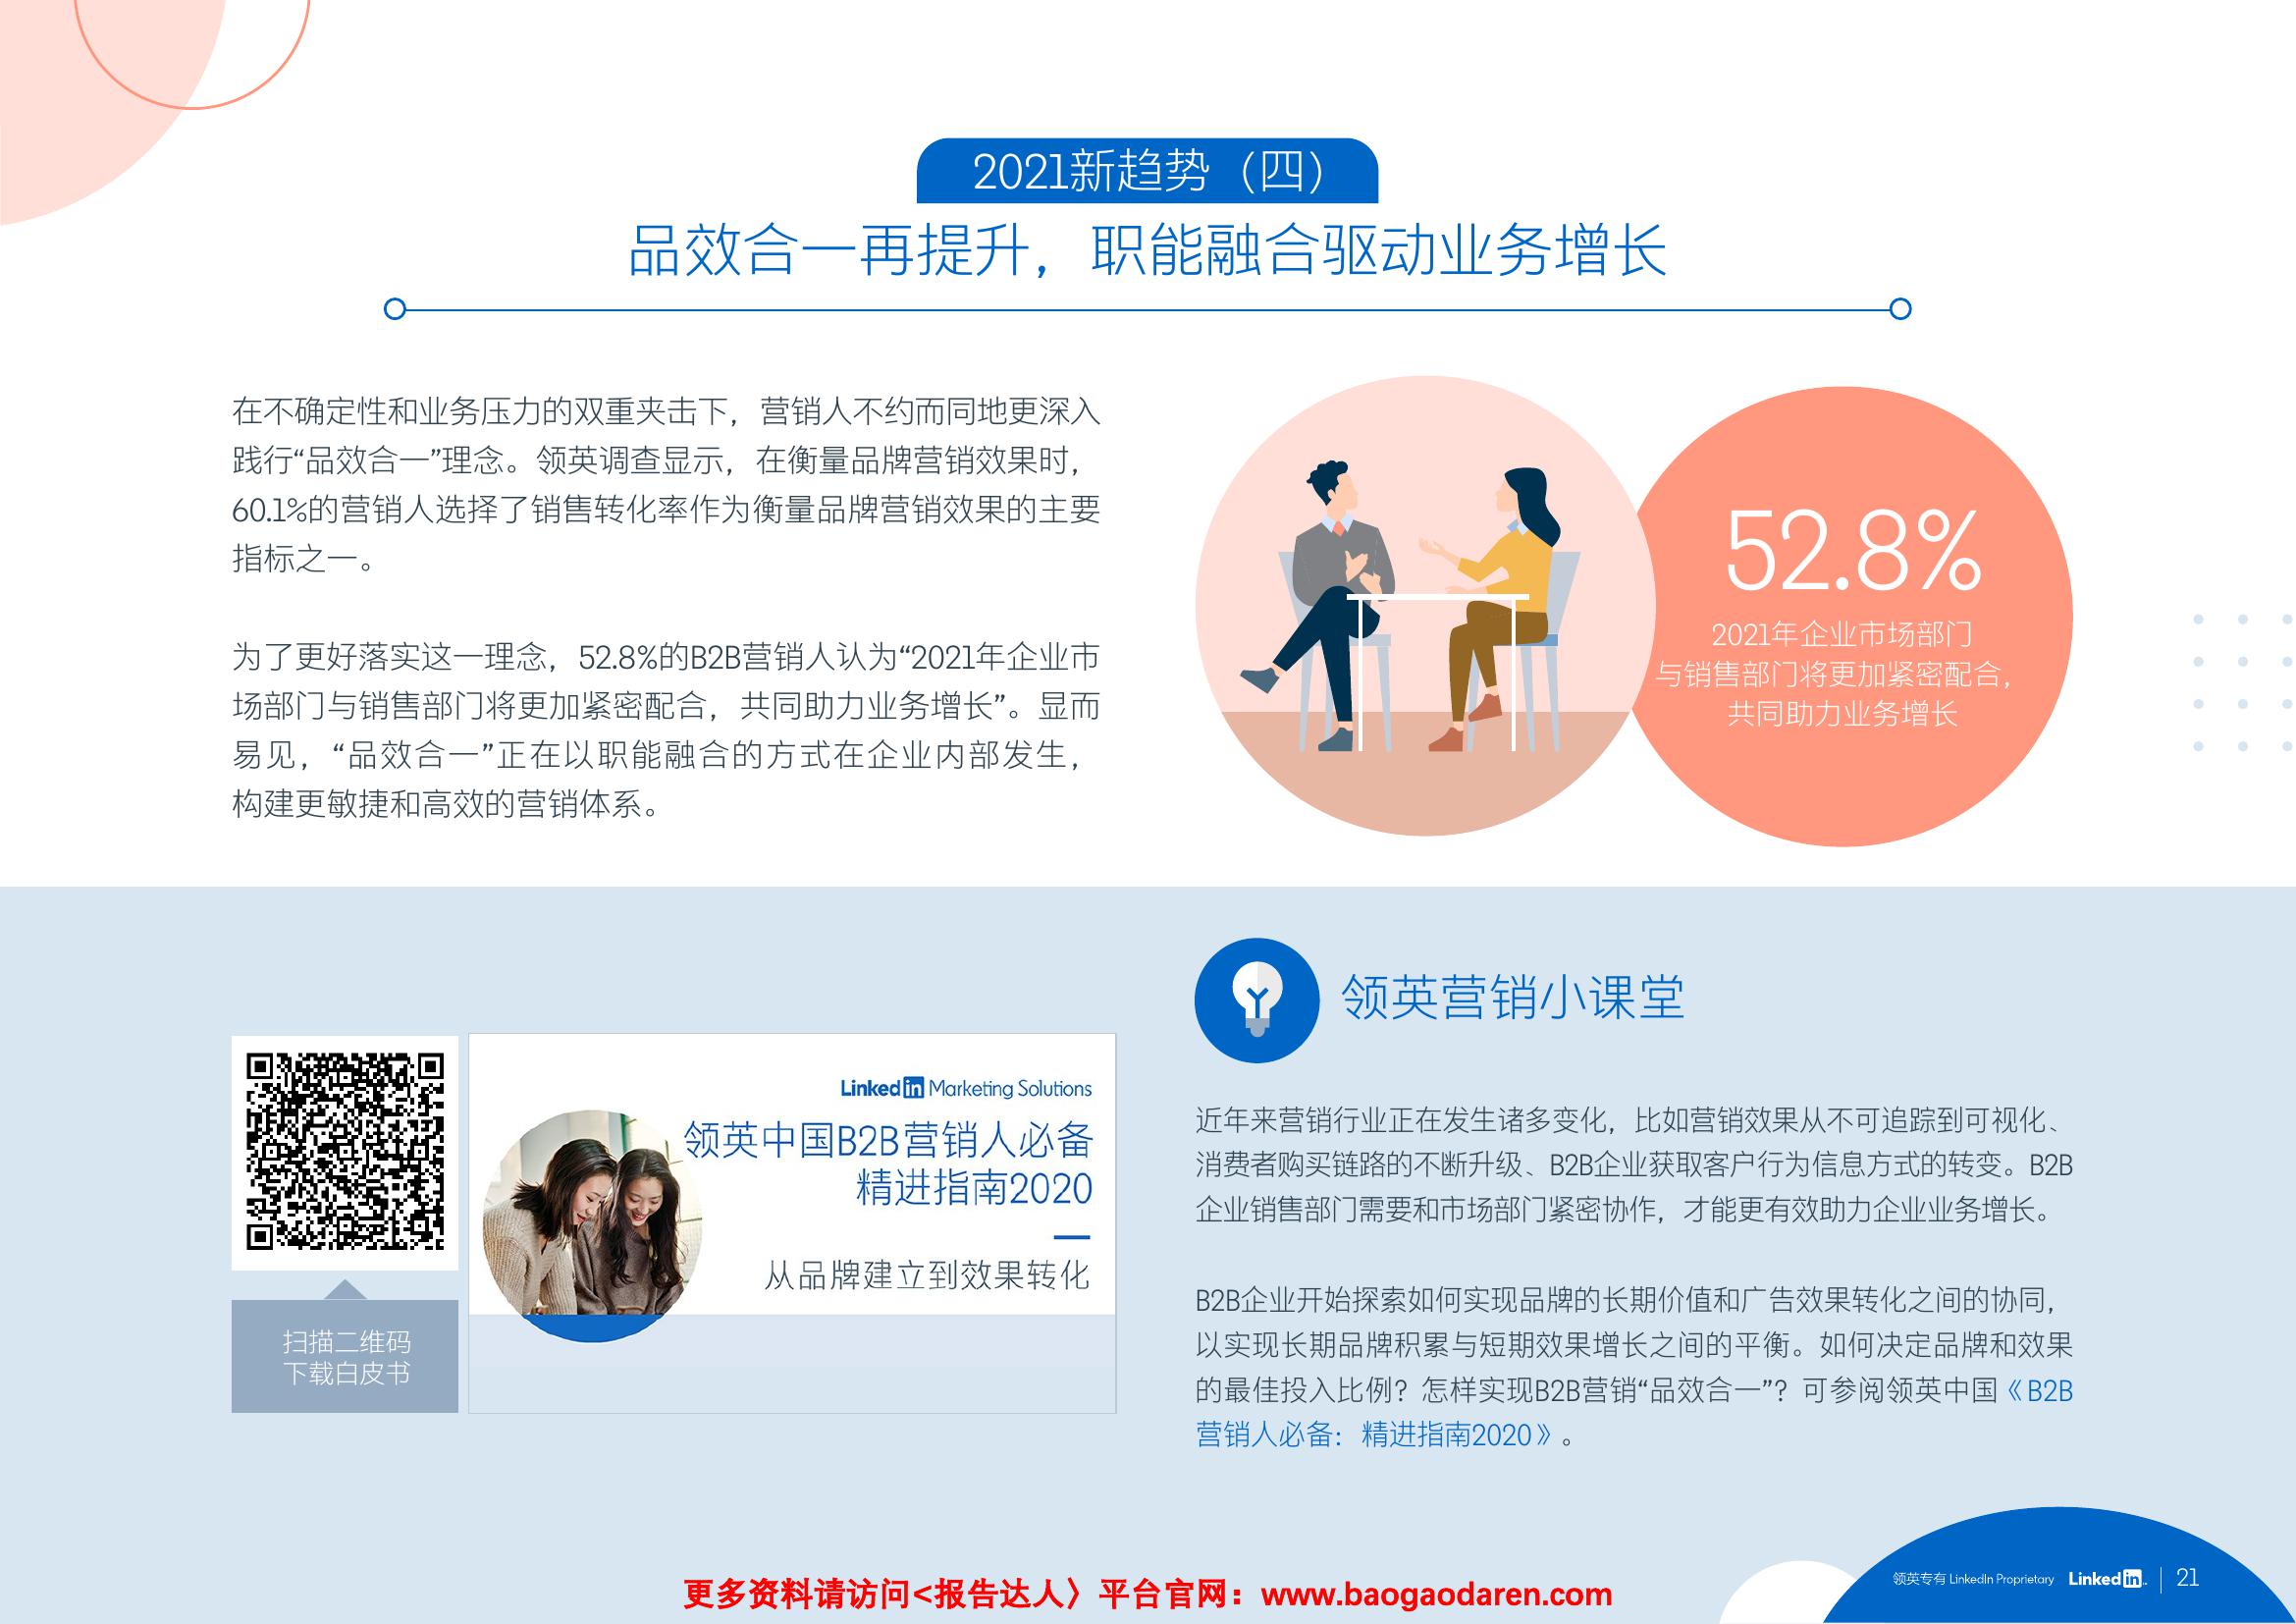 2021新趋势（四）
品效合一再提升，职能融合驱动业务增长
在不确定性和业务压力的双重夹击下，营销人不约而同地更深入
践行“品效合一”理念。领英调查显示，在衡量品牌营销效果时，
60.1%的营销人选择了销售转化率作为衡量品牌营销效果的主要
指标之一。
为了更好落实这一理念，52.8%的B2B营销人认为“2021年企业市
场部门与销售部门将更加紧密配合，共同助力业务增长”。显而
易见，“品效合一”正在以职能融合的方式在企业内部发生，
构建更敏捷和高效的营销体系。
52.8%
2021年企业市场部门
与销售部门将更加紧密配合，
共同助力业务增长
扫描二维码
下载白皮书
LinkedIn Marketing Solutions
领英中国B2B营销人必备
精进指南2020
从品牌建立到效果转化
领英营销小课堂
近年来营销行业正在发生诸多变化，比如营销效果从不可追踪到可视化、
消费者购买链路的不断升级、B2B企业获取客户行为信息方式的转变。B2B
企业销售部门需要和市场部门紧密协作，才能更有效助力企业业务增长。
B2B企业开始探索如何实现品牌的长期价值和广告效果转化之间的协同，
以实现长期品牌积累与短期效果增长之间的平衡。如何决定品牌和效果
的最佳投入比例？怎样实现B2B营销“品效合一”？可参阅领英中国《B2B
营销人必备：精进指南2020》。
更多资料请访问<报告达人〉平台官网：www.baogaodaren.com
领英专有 LinkedIn Proprietary LinkedIn 21